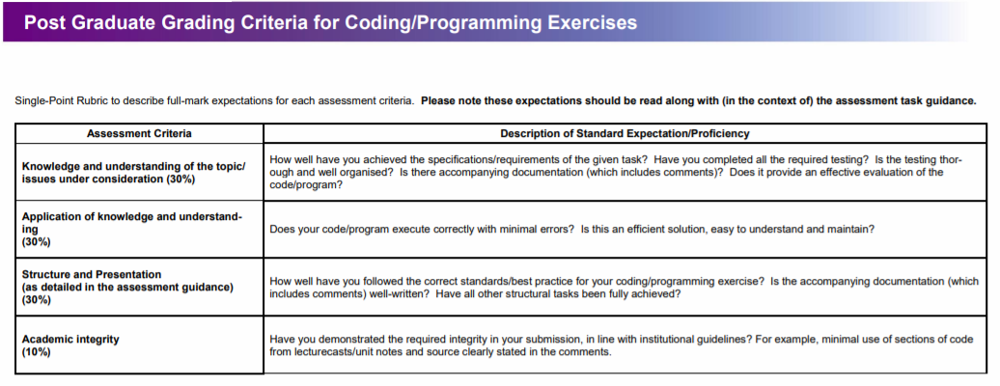 Post Graduate Grading Criteria for Coding/Programming Exercises
Single-Point Rubric to describe full-mark expectations for each assessment criteria. Please note these expectations should be read along with (in the context of) the assessment task guidance.
Assessment Criteria
Description of Standard Expectation/Proficiency
Knowledge and understanding of the topic/
issues under consideration (30%)
How well have you achieved the specifications/requirements of the given task? Have you completed all the required testing? Is the testing thor-
ough and well organised? Is there accompanying documentation (which includes comments)? Does it provide an effective evaluation of the
code/program?
Application of knowledge and understand-
ing
(30%)
Does your code/program execute correctly with minimal errors? Is this an efficient solution, easy to understand and maintain?
Structure and Presentation
(as detailed in the assessment guidance)
(30%)
How well have you followed the correct standards/best practice for your coding/programming exercise? Is the accompanying documentation (which
includes comments) well-written? Have all other structural tasks been fully achieved?
Academic integrity
(10%)
Have you demonstrated the required integrity in your submission, in line with institutional guidelines? For example, minimal use of sections of code
from lecturecasts/unit notes and source clearly stated in the comments.